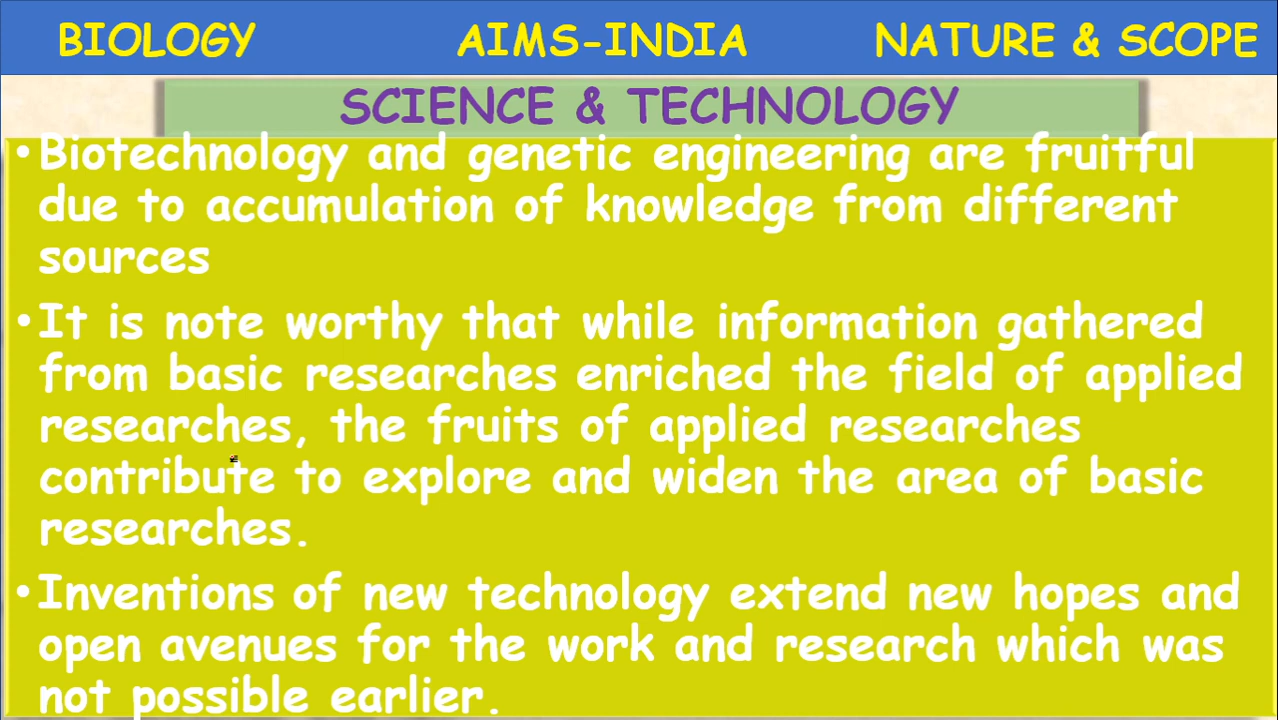 BIOLOGY AIMS-INDIA NATURE & SCOPE
SCIENCE & TECHNOLOGY
•Biotechnology and genetic engineering are fruitful
due to accumulation of knowledge from different
sources
•It is note worthy that while information gathered
from basic researches enriched the field of applied
researches, the fruits of applied researches
contribute to explore and widen the area of basic
researches.
•Inventions of new technology extend new hopes and
open avenues for the work and research which was
not possible earlier.